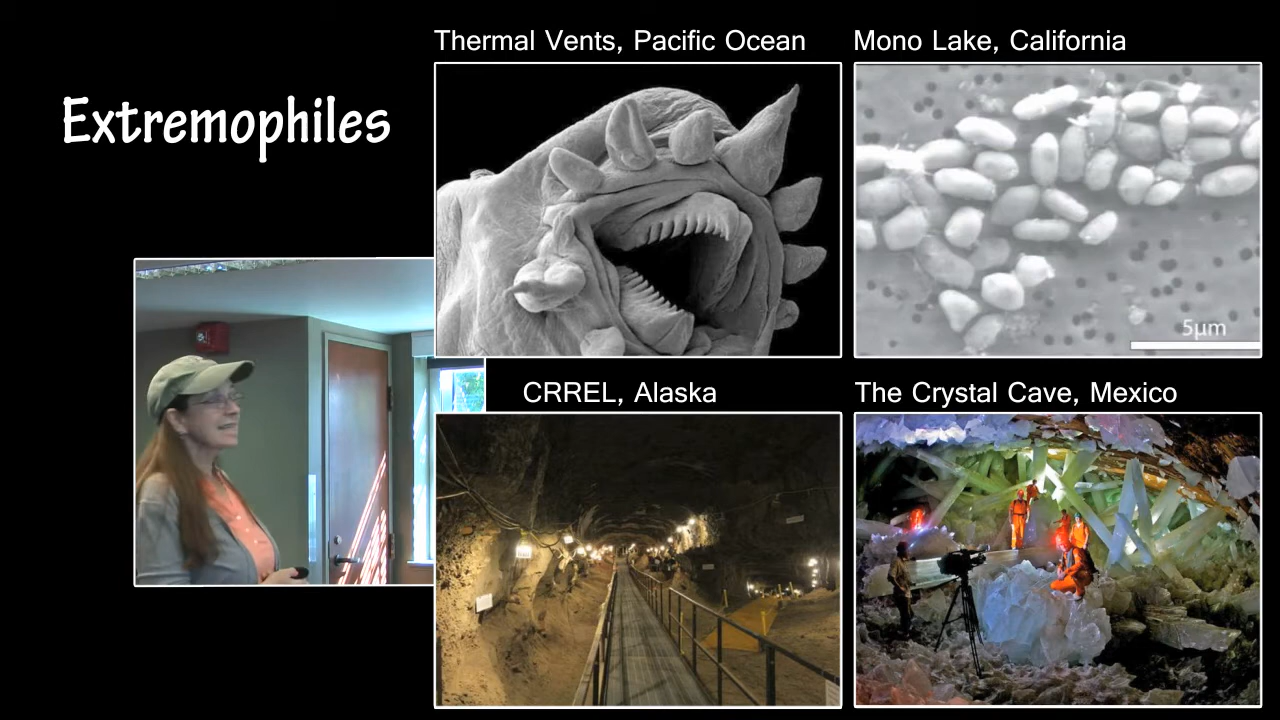 Extremophiles
Thermal Vents, Pacific Ocean
Mono Lake, California
5µm
CRREL, Alaska
The Crystal Cave, Mexico